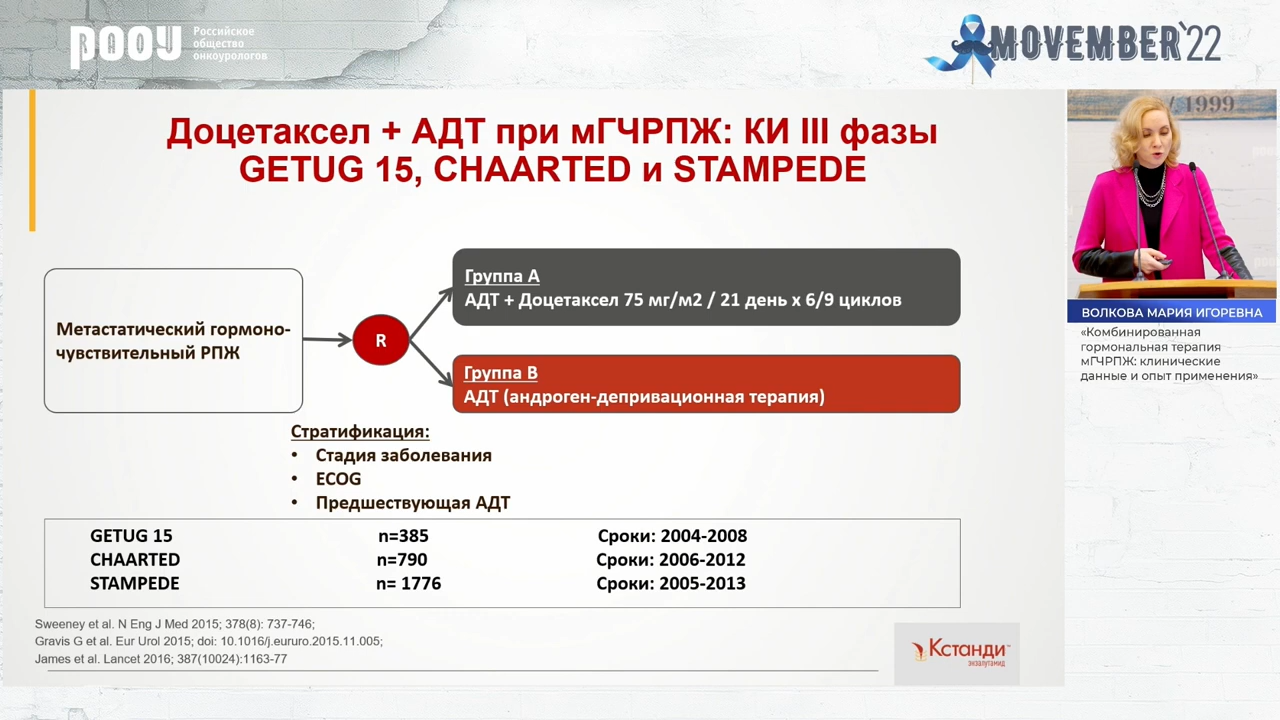 РООУ
Российское
общество
онкоурологов
MOVEMBER'22
Доцетаксел + АДТ при мГЧРПЖ: КИ III фазы
GETUG 15, CHAARTED и STAMPEDE
/ 1999
Группа А
АДТ + Доцетаксел 75 мг/м2 / 21 день x 6/9 циклов
Метастатический гормоно-
чувствительный РПЖ
R
Группа В
АДТ (андроген-депривационная терапия)
ВОЛКОВА МАРИЯ ИГОРЕВНА
«Комбинированная
гормональная терапия
мГЧРПЖ: клинические
данные и опыт применения»
Стратификация:
• Стадия заболевания
• ECOG
• Предшествующая АДТ
GETUG 15 n=385 Сроки: 2004-2008
CHAARTED n=790 Сроки: 2006-2012
STAMPEDE n= 1776 Сроки: 2005-2013
Sweeney et al. N Eng J Med 2015; 378(8): 737-746;
Gravis G et al. Eur Urol 2015; doi: 10.1016/j.eururo.2015.11.005;
James et al. Lancet 2016; 387(10024):1163-77
Кстанди™
энзалутамид